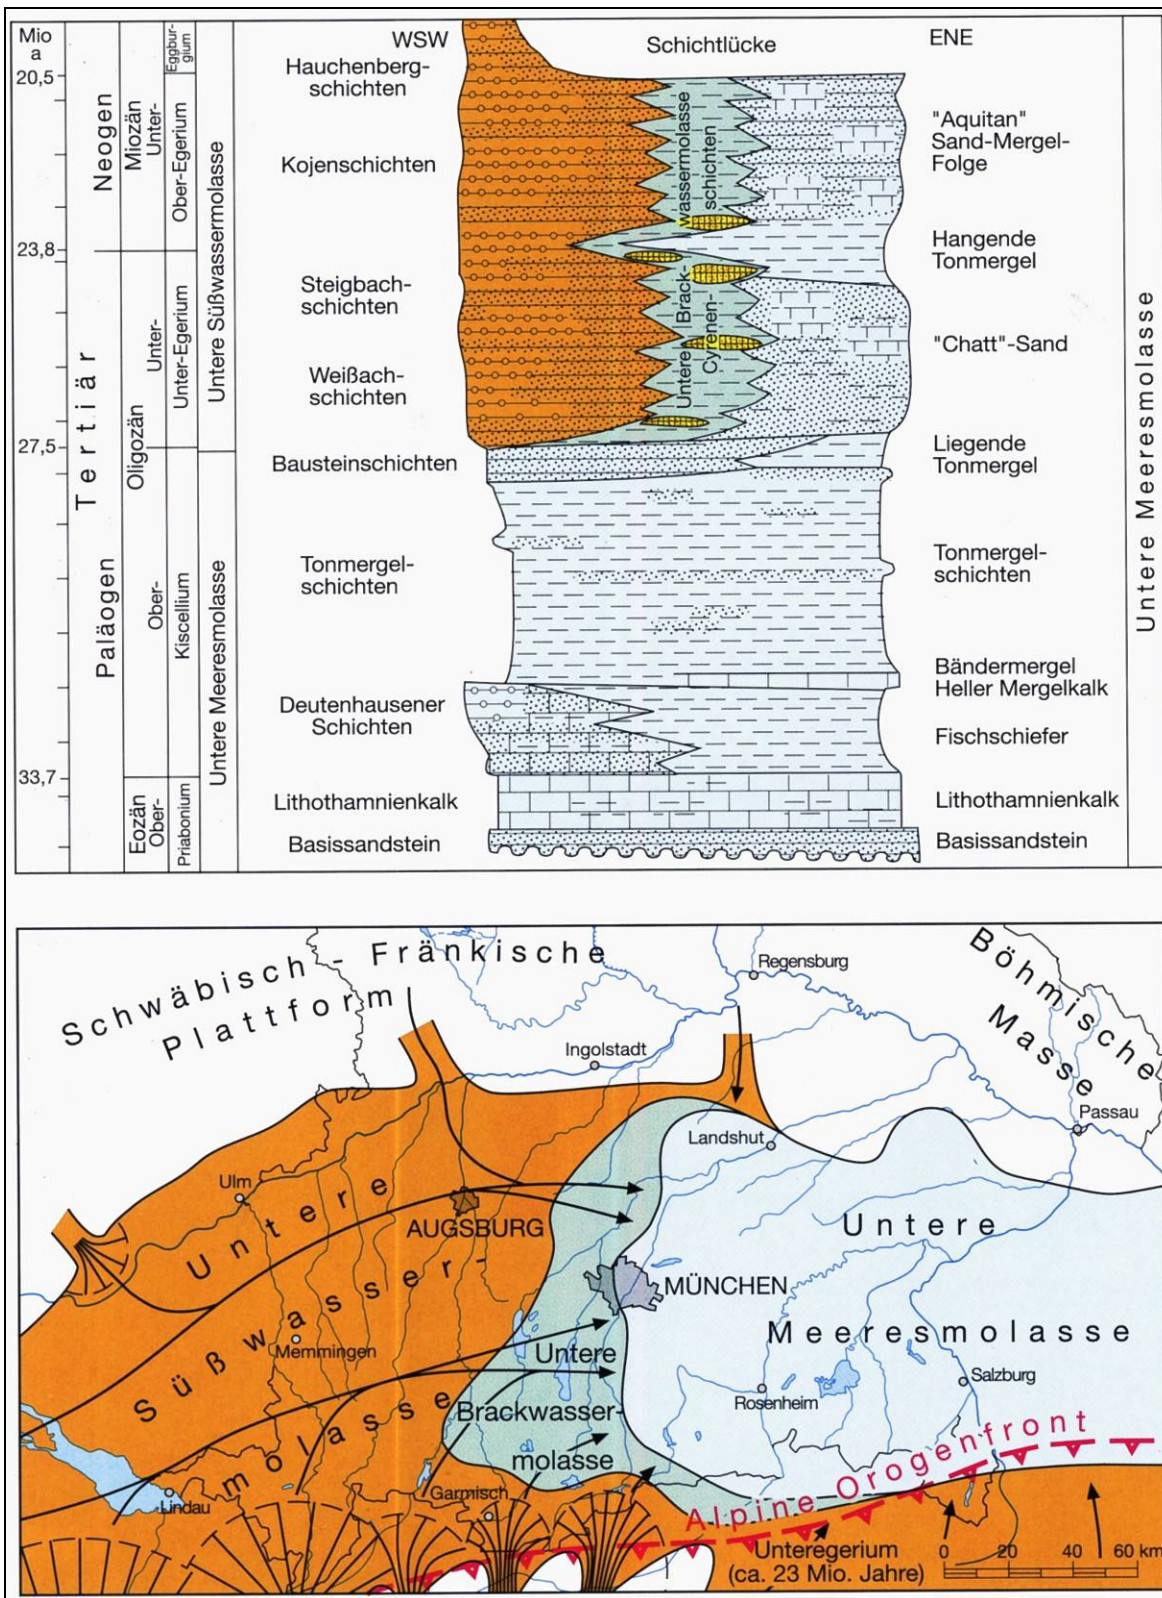 Mio
a
20,5
23,8
27,5
33,7
Tertiär
Neogen
Paläogen
Miozän
Unter-
Oligozän
Unter-
Ober-
Eozän
Ober-
Eggbur-
gium
Ober-Egerium
Unter-Egerium
Kiscellium
Priabonium
Untere Süßwassermolasse
Untere Meeresmolasse
WSW
Schichtlücke
ENE
Hauchenberg-
schichten
Kojenschichten
Steigbach-
schichten
Weißach-
schichten
Bausteinschichten
Tonmergel-
schichten
Deutenhausener
Schichten
Lithothamnienkalk
Basissandstein
Untere Brack-
wassermolasse
Cyrenen-
schichten
"Aquitan"
Sand-Mergel-
Folge
Hangende
Tonmergel
"Chatt"-Sand
Liegende
Tonmergel
Tonmergel-
schichten
Bändermergel
Heller Mergelkalk
Fischschiefer
Lithothamnienkalk
Basissandstein
Untere Meeresmolasse
Schwäbisch - Fränkische
Plattform
Böhmische
Masse
Regensburg
Ingolstadt
Passau
Landshut
Ulm
AUGSBURG
Untere
Süßwasser-
molasse
MÜNCHEN
Untere
Meeresmolasse
Memmingen
Untere
Brackwasser-
molasse
Rosenheim
Salzburg
Lindau
Garmisch
Alpine Orogenfront
Unteregerium
(ca. 23 Mio. Jahre)
0 20 40 60 km